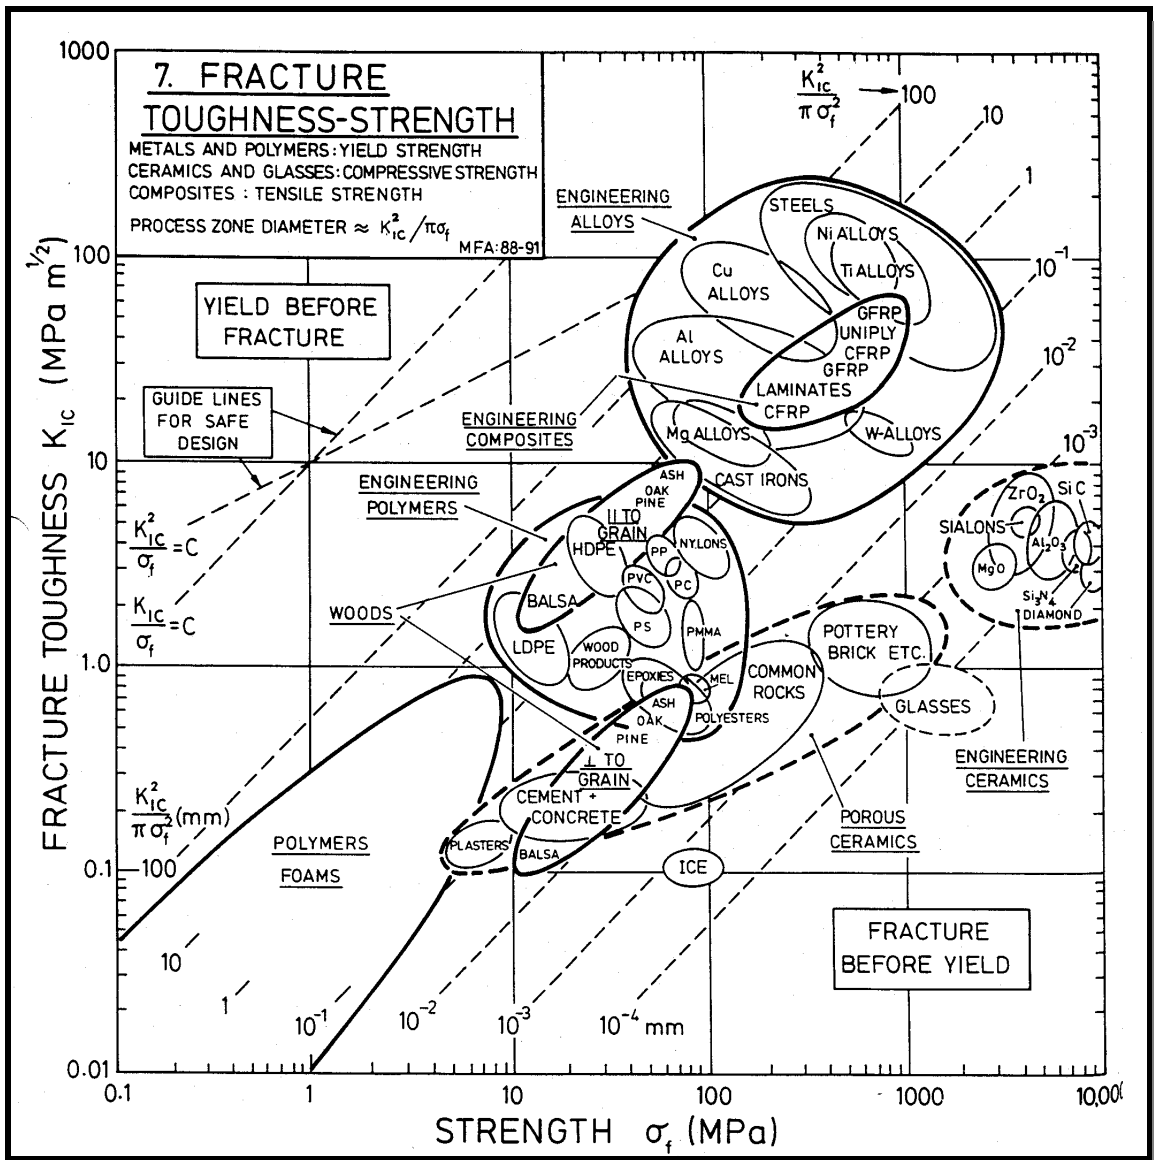 7. FRACTURE
TOUGHNESS-STRENGTH
METALS AND POLYMERS: YIELD STRENGTH
CERAMICS AND GLASSES: COMPRESSIVE STRENGTH
COMPOSITES : TENSILE STRENGTH
PROCESS ZONE DIAMETER ≈ K²IC/πσf
MFA:88-91
1000
100
10
1.0
0.1
0.01
FRACTURE TOUGHNESS KIC (MPa m^1/2)
K²IC/πσ²f
100
10
1
10⁻¹
10⁻²
10⁻³
YIELD BEFORE
FRACTURE
GUIDE LINES
FOR SAFE
DESIGN
K²IC/σf = C
KIC/σf = C
ENGINEERING
ALLOYS
STEELS
Ni ALLOYS
Ti ALLOYS
Cu
ALLOYS
Al
ALLOYS
GFRP
UNIPLY
CFRP
GFRP
LAMINATES
CFRP
ENGINEERING
COMPOSITES
Mg ALLOYS
W-ALLOYS
CAST IRONS
ENGINEERING
POLYMERS
ASH
OAK
PINE
|| TO
GRAIN
HDPE
PP
NYLONS
PVC
PC
BALSA
WOODS
PS
PMMA
LDPE
WOOD
PRODUCTS
EPOXIES
MEL
ASH
OAK
PINE
POLYESTERS
⊥ TO
GRAIN
CEMENT +
CONCRETE
PLASTERS
BALSA
ICE
COMMON
ROCKS
POTTERY
BRICK ETC.
GLASSES
ZrO₂
SiC
SIALONS
Al₂O₃
MgO
Si₃N₄
DIAMOND
ENGINEERING
CERAMICS
POROUS
CERAMICS
POLYMERS
FOAMS
FRACTURE
BEFORE YIELD
K²IC/πσ²f (mm)
100
10
1
10⁻¹
10⁻²
10⁻³
10⁻⁴ mm
0.1
1
10
100
1000
STRENGTH σf (MPa)